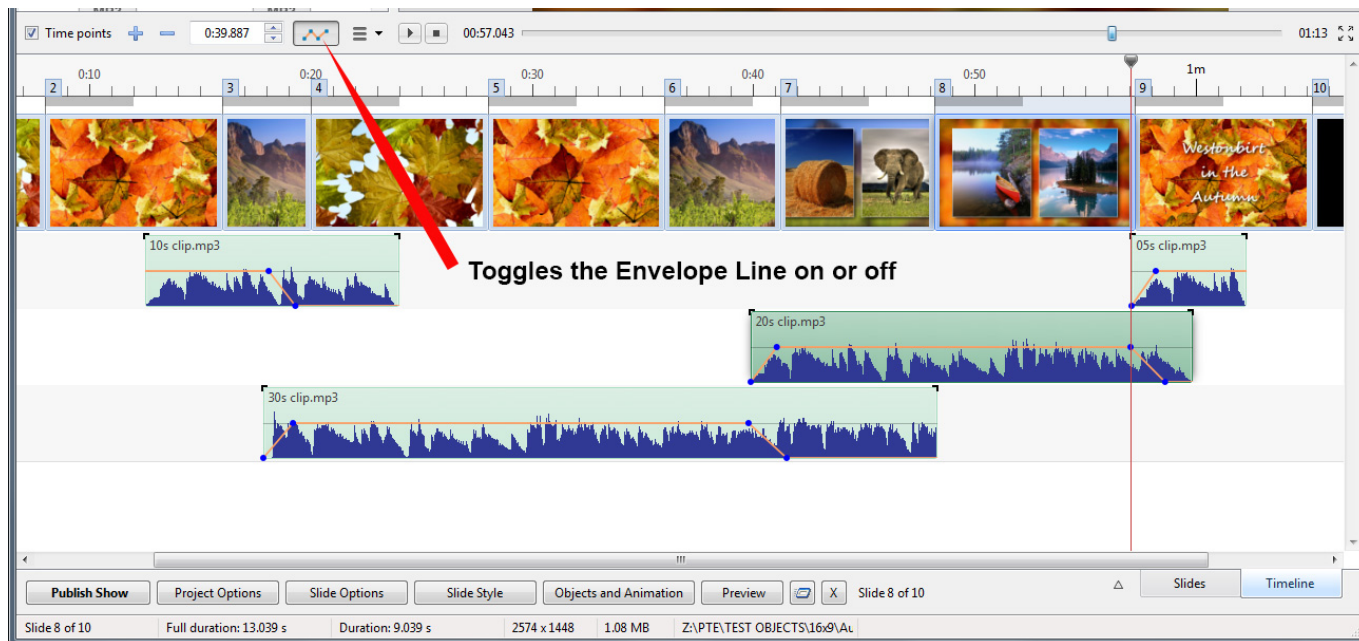 Time points
0:39.887
00:57.043
01:13
0:10
0:20
0:30
0:40
0:50
1m
2
3
4
5
6
7
8
9
10
Westonbirt
in the
Autumn
10s clip.mp3
05s clip.mp3
Toggles the Envelope Line on or off
20s clip.mp3
30s clip.mp3
Publish Show
Project Options
Slide Options
Slide Style
Objects and Animation
Preview
X
Slide 8 of 10
Slides
Timeline
Slide 8 of 10
Full duration: 13.039 s
Duration: 9.039 s
2574 x 1448
1.08 MB
Z:\PTE\TEST OBJECTS\16x9\Au